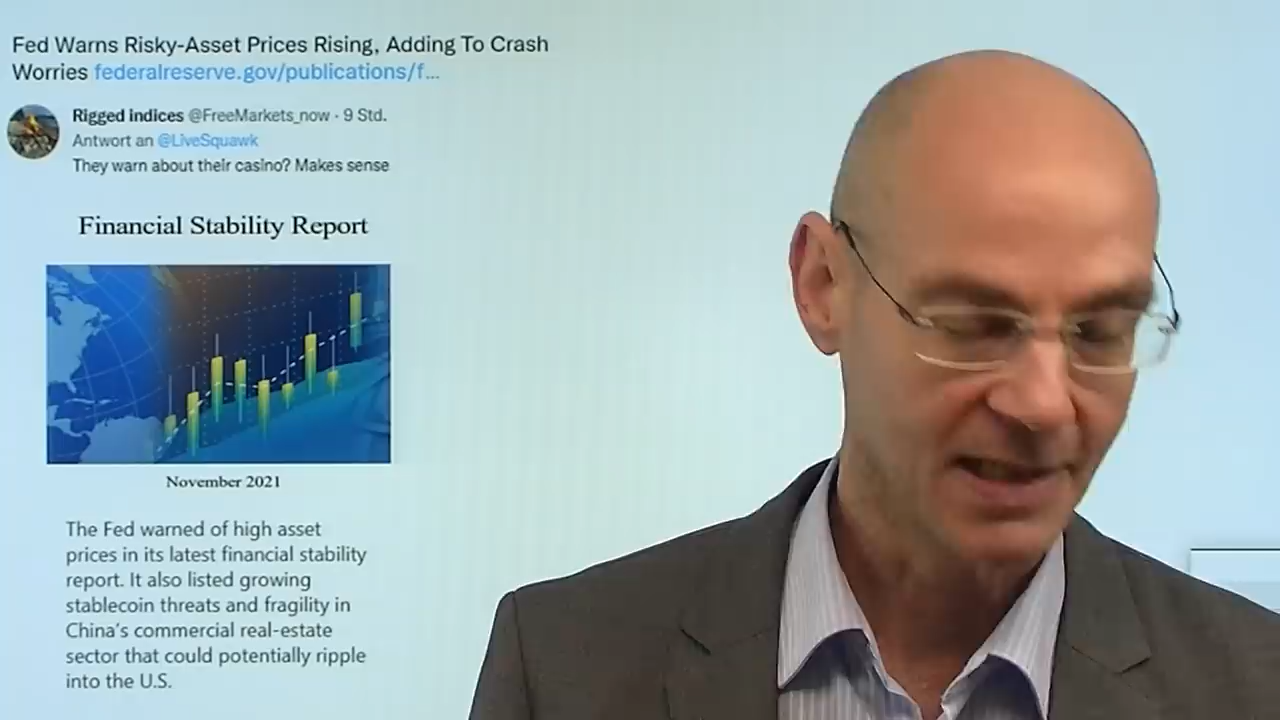 Fed Warns Risky-Asset Prices Rising, Adding To Crash
Worries federalreserve.gov/publications/f...
Rigged indices @FreeMarkets_now · 9 Std.
Antwort an @LiveSquawk
They warn about their casino? Makes sense
Financial Stability Report
November 2021
The Fed warned of high asset
prices in its latest financial stability
report. It also listed growing
stablecoin threats and fragility in
China's commercial real-estate
sector that could potentially ripple
into the U.S.